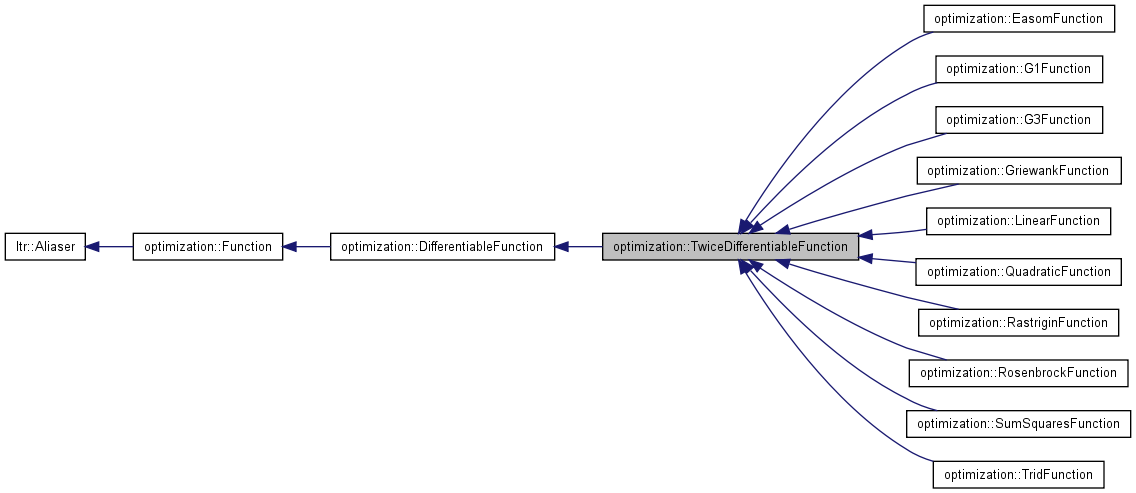 optimization::EasomFunction
optimization::G1Function
optimization::G3Function
optimization::GriewankFunction
optimization::LinearFunction
ltr::Aliaser
optimization::Function
optimization::DifferentiableFunction
optimization::TwiceDifferentiableFunction
optimization::QuadraticFunction
optimization::RastriginFunction
optimization::RosenbrockFunction
optimization::SumSquaresFunction
optimization::TridFunction